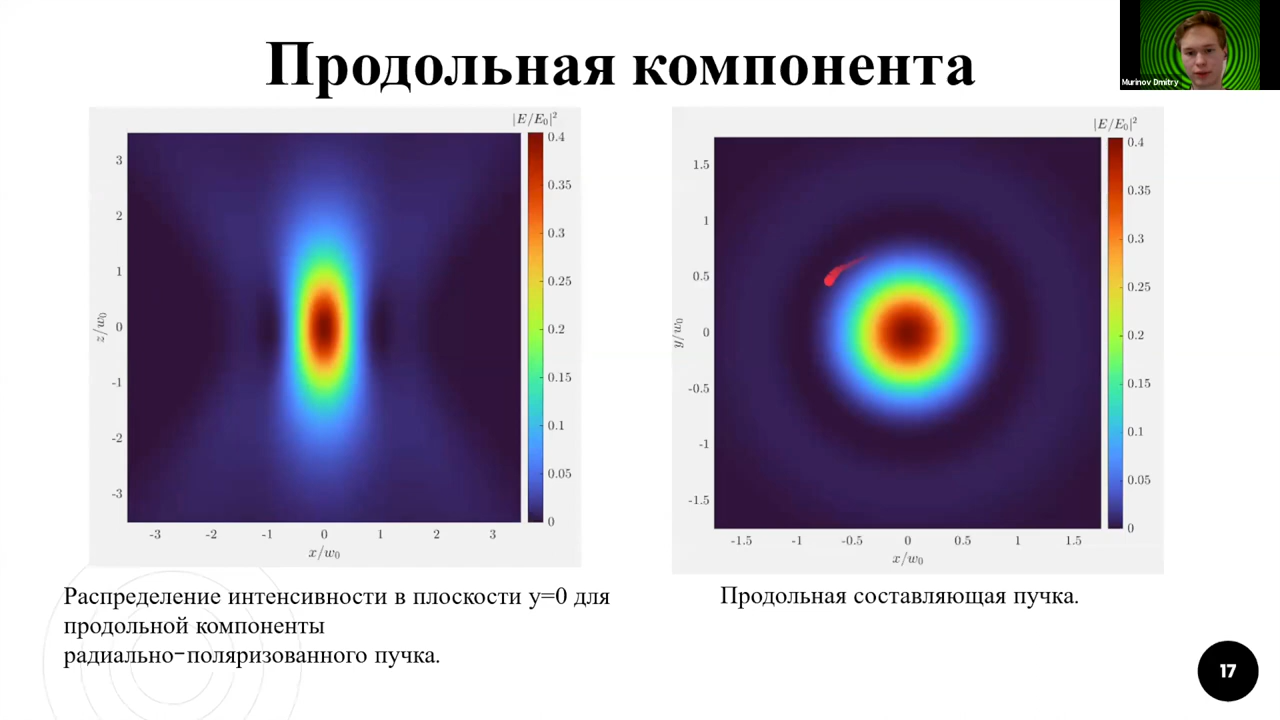 Продольная компонента
Murinov Dmitry
|E/E₀|²
3
2
1
0
-1
-2
-3
z/w₀
-3 -2 -1 0 1 2 3
x/w₀
0.4
0.35
0.3
0.25
0.2
0.15
0.1
0.05
0
|E/E₀|²
1.5
1
0.5
0
-0.5
-1
-1.5
y/w₀
-1.5 -1 -0.5 0 0.5 1 1.5
x/w₀
0.4
0.35
0.3
0.25
0.2
0.15
0.1
0.05
0
Распределение интенсивности в плоскости y=0 для
продольной компоненты
радиально-поляризованного пучка.
Продольная составляющая пучка.
17